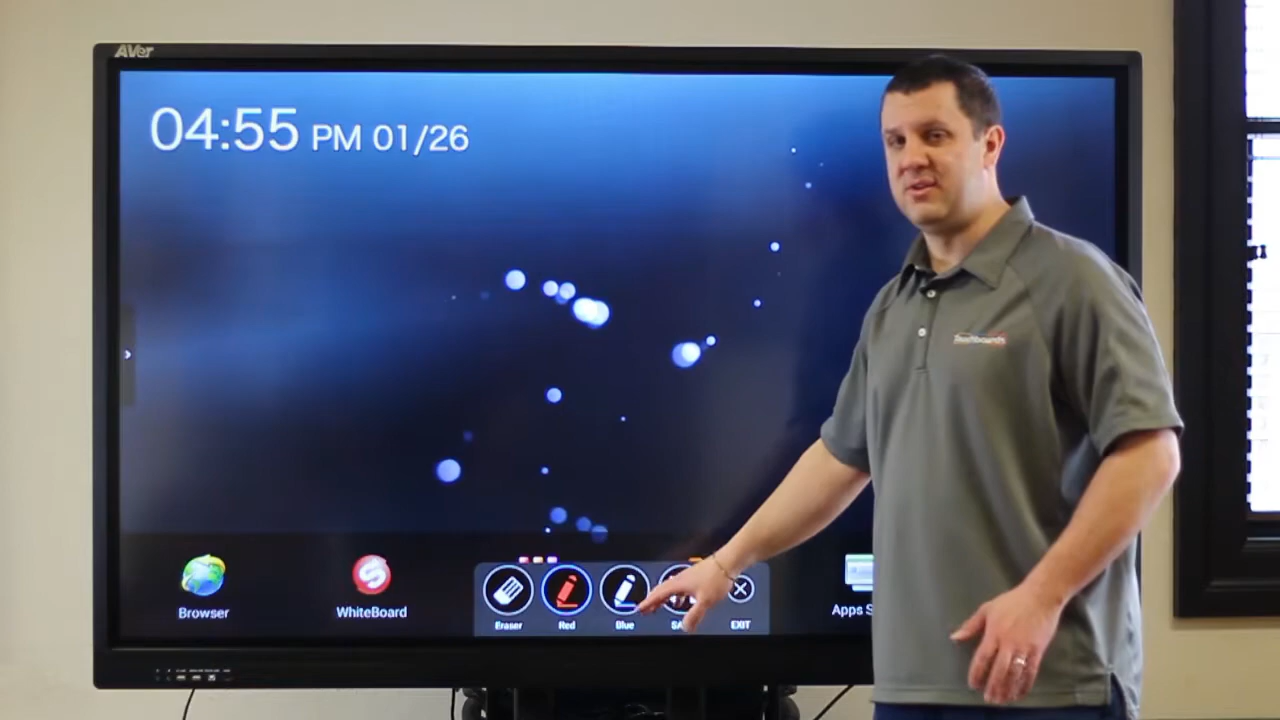 AVer
04:55 PM 01/26
Browser
WhiteBoard
Eraser
Red
Blue
EXIT
Apps